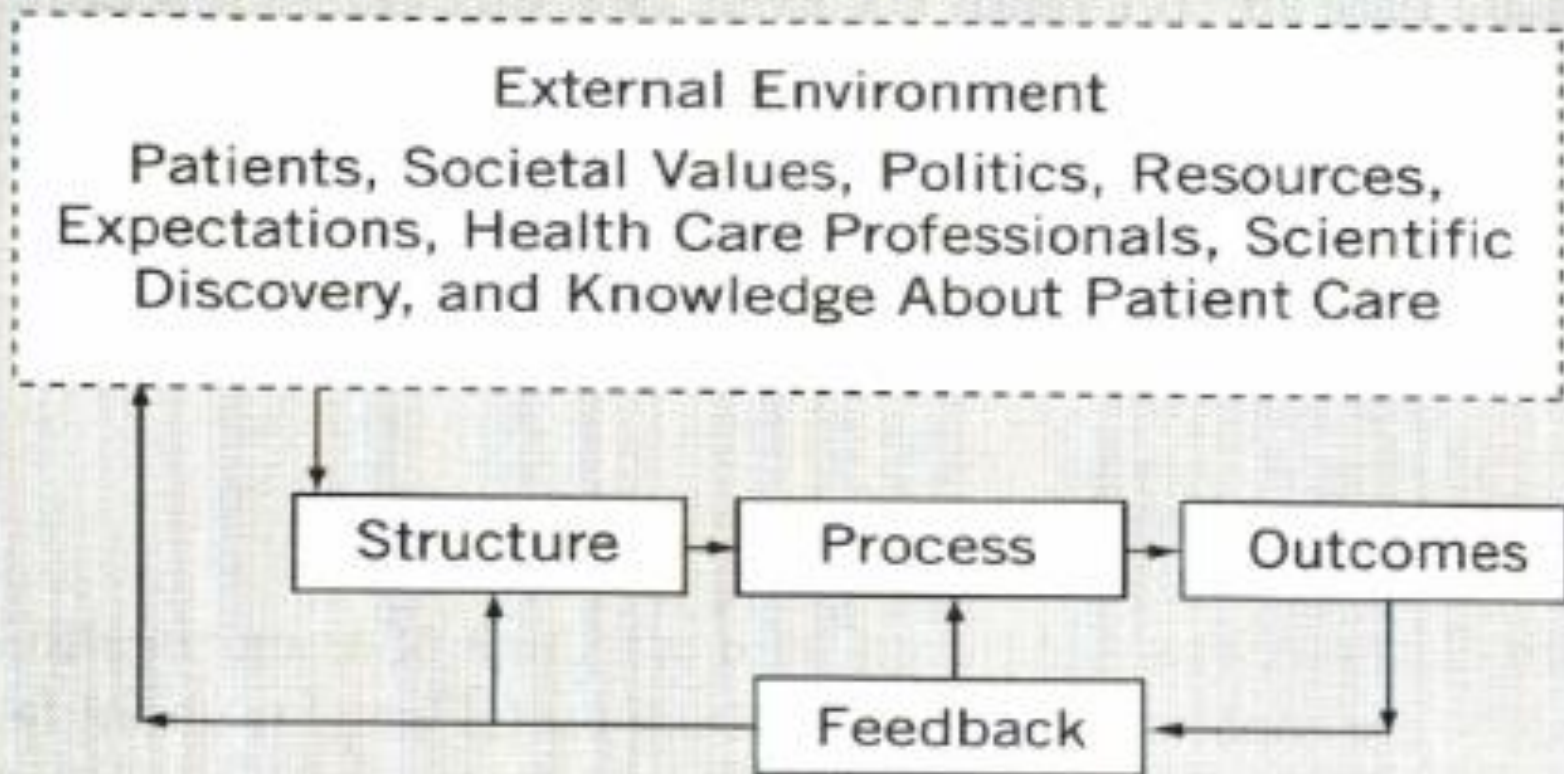 External Environment
Patients, Societal Values, Politics, Resources,
Expectations, Health Care Professionals, Scientific
Discovery, and Knowledge About Patient Care
Structure
Process
Outcomes
Feedback